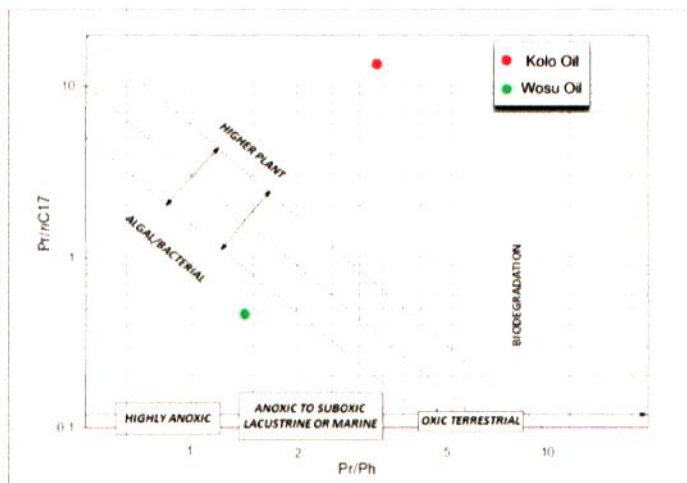 Kolo Oil
Wosu Oil
10
HIGHER PLANT
Pr/nC17
ALGAL/BACTERIAL
1
BIODEGRADATION
HIGHLY ANOXIC
ANOXIC TO SUBOXIC
LACUSTRINE OR MARINE
OXIC TERRESTRIAL
0.1
1
2
5
10
Pr/Ph